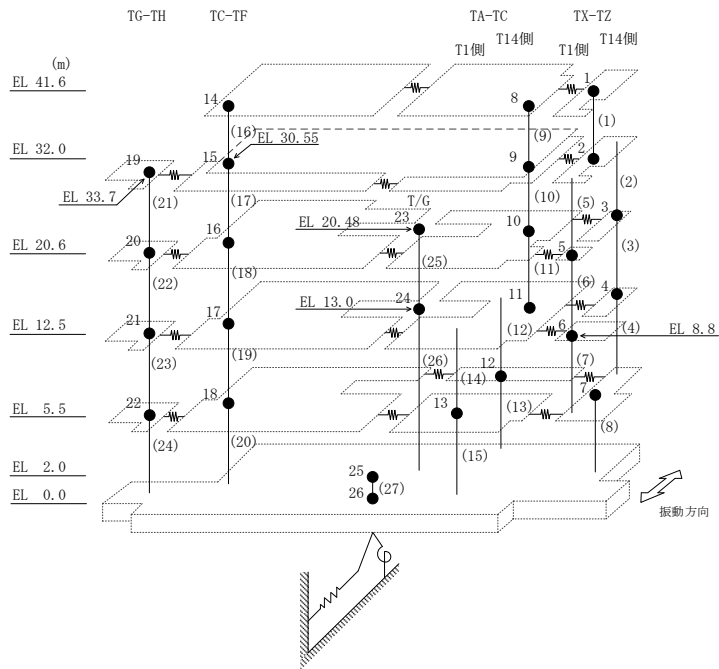 TG-TH TC-TF TA-TC TX-TZ
T1側 T14側 T1側 T14側
(m)
EL 41.6
14 8 1
(16) (9) (1)
EL 30.55
EL 32.0
19 15 9 2
EL 33.7
(21) (17) (10) (2)
T/G
20 16 EL 20.48 23 10 (5) 3
EL 20.6
(22) (18) (25) (11) 5 (3)
EL 13.0 24 11 (6) 4
EL 12.5
21 17 (12) 6 (4) EL 8.8
(23) (19) (26) (14) 12 (7)
EL 5.5
22 18 13 (13) 7
(24) (20) (15) (8)
EL 2.0
25
EL 0.0
26 (27)
振動方向